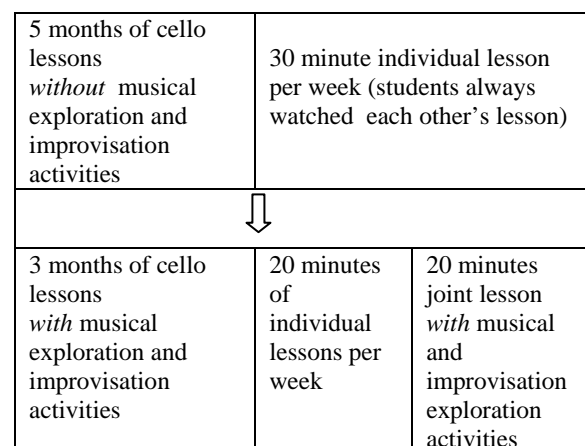 5 months of cello
lessons
without musical
exploration and
improvisation
activities
30 minute individual lesson
per week (students always
watched each other's lesson)
3 months of cello
lessons
with musical
exploration and
improvisation
activities
20 minutes
of
individual
lessons per
week
20 minutes
joint lesson
with musical
and
improvisation
exploration
activities